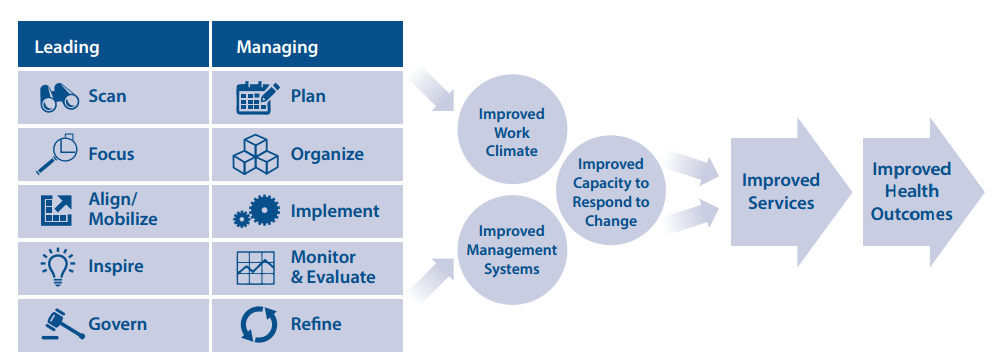 Leading
Managing
Scan
Plan
Focus
Organize
Align/
Mobilize
Implement
Inspire
Monitor
& Evaluate
Govern
Refine
Improved
Work
Climate
Improved
Management
Systems
Improved
Capacity to
Respond to
Change
Improved
Services
Improved
Health
Outcomes